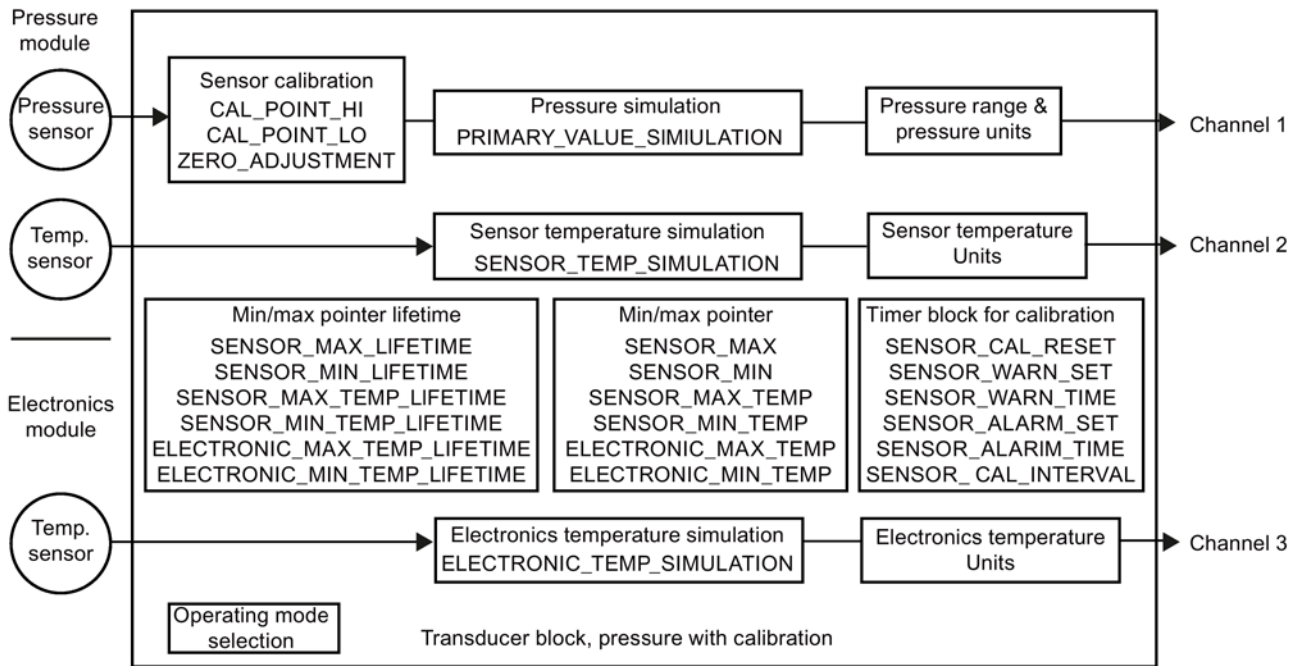 Pressure
module
Pressure
sensor
Sensor calibration
CAL_POINT_HI
CAL_POINT_LO
ZERO_ADJUSTMENT
Pressure simulation
PRIMARY_VALUE_SIMIULATION
Pressure range &
pressure units
Channel 1
Temp.
sensor
Sensor temperature simulation
SENSOR_TEMP_SIMULATION
Sensor temperature
Units
Channel 2
Min/max pointer lifetime
SENSOR_MAX_LIFETIME
SENSOR_MIN_LIFETIME
SENSOR_MAX_TEMP_LIFETIME
SENSOR_MIN_TEMP_LIFETIME
ELECTRONIC_MAX_TEMP_LIFETIME
ELECTRONIC_MIN_TEMP_LIFETIME
Min/max pointer
SENSOR_MAX
SENSOR_MIN
SENSOR_MAX_TEMP
SENSOR_MIN_TEMP
ELECTRONIC_MAX_TEMP
ELECTRONIC_MIN_TEMP
Timer block for calibration
SENSOR_CAL_RESET
SENSOR_WARN_SET
SENSOR_WARN_TIME
SENSOR_ALARM_SET
SENSOR_ALARIM_TIME
SENSOR_ CAL_INTERVAL
Electronics
module
Temp.
sensor
Electronics temperature simulation
ELECTRONIC_TEMP_SIMULATION
Electronics temperature
Units
Channel 3
Operating mode
selection
Transducer block, pressure with calibration